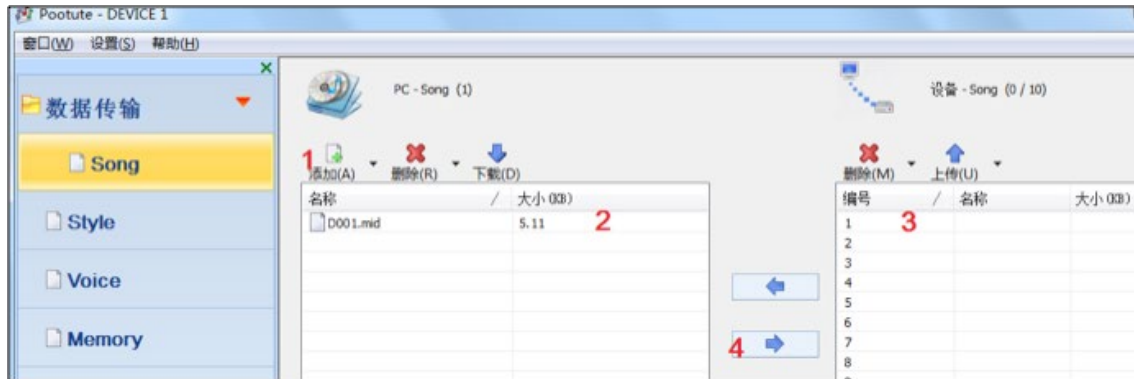 Pootute - DEVICE 1
窗口(W) 设置(S) 帮助(H)
数据传输
Song
Style
Voice
Memory
PC - Song (1)
1 添加(A) 删除(R) 下载(D)
名称 / 大小(KB)
D001.mid 5.11 2
4
设备 - Song (0 / 10)
删除(M) 上传(U)
编号 / 名称 大小(KB)
1 3
2
3
4
5
6
7
8